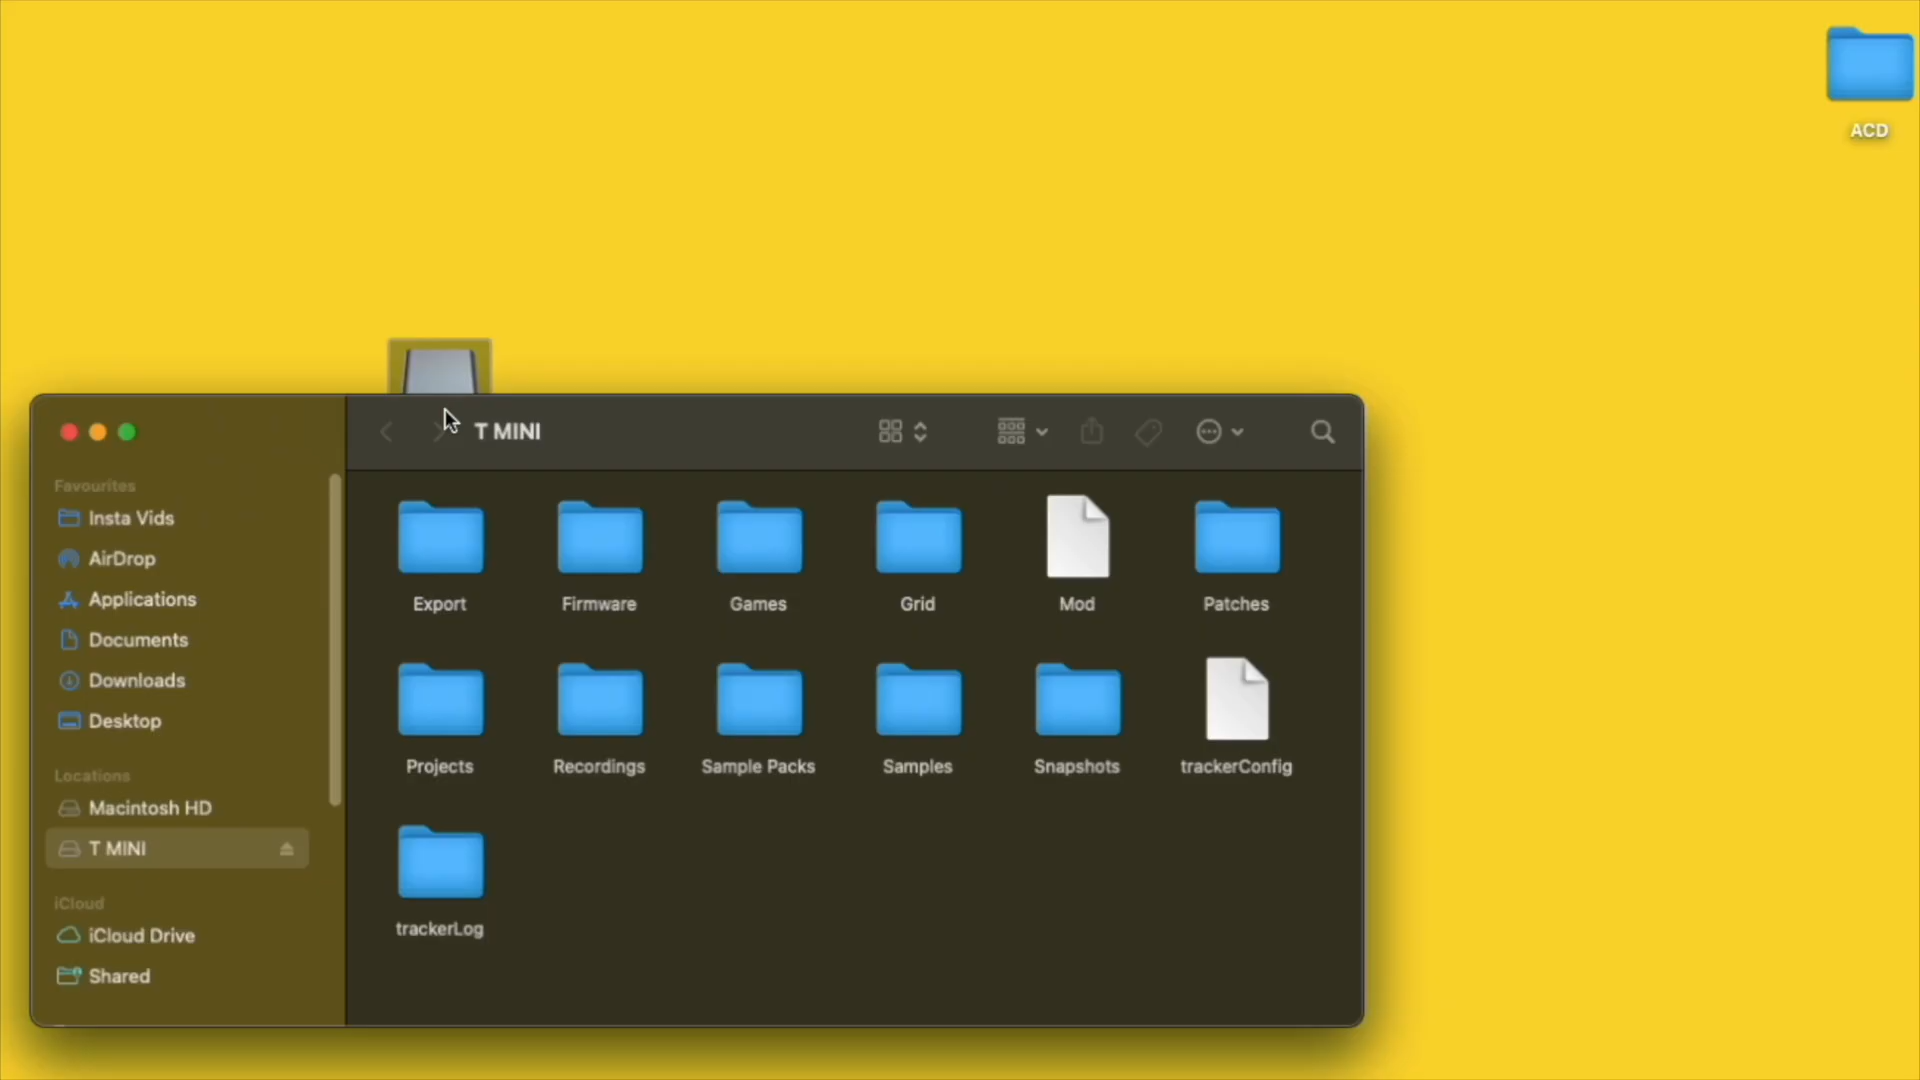 ACD
T MINI
Favourites
Insta Vids
AirDrop
Applications
Documents
Downloads
Desktop
Locations
Macintosh HD
T MINI
iCloud
iCloud Drive
Shared
Export
Firmware
Games
Grid
Mod
Patches
Projects
Recordings
Sample Packs
Samples
Snapshots
trackerConfig
trackerLog